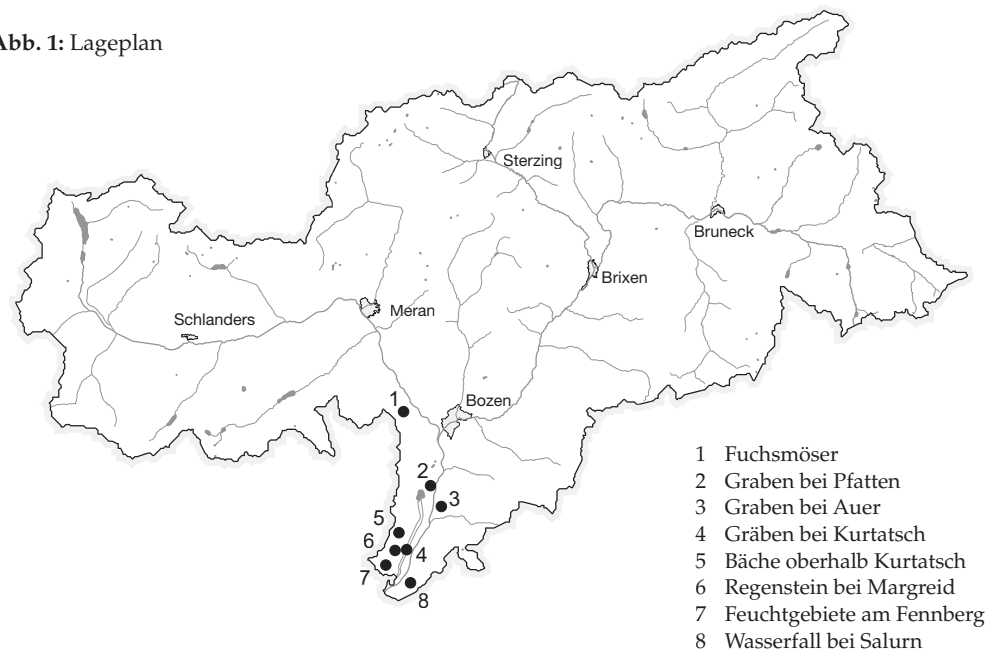 Abb. 1: Lageplan
Sterzing
Bruneck
Brixen
Meran
Schlanders
Bozen
1
2
3
4
5
6
7
8
1 Fuchsmöser
2 Graben bei Pfatten
3 Graben bei Auer
4 Gräben bei Kurtatsch
5 Bäche oberhalb Kurtatsch
6 Regenstein bei Margreid
7 Feuchtgebiete am Fennberg
8 Wasserfall bei Salurn